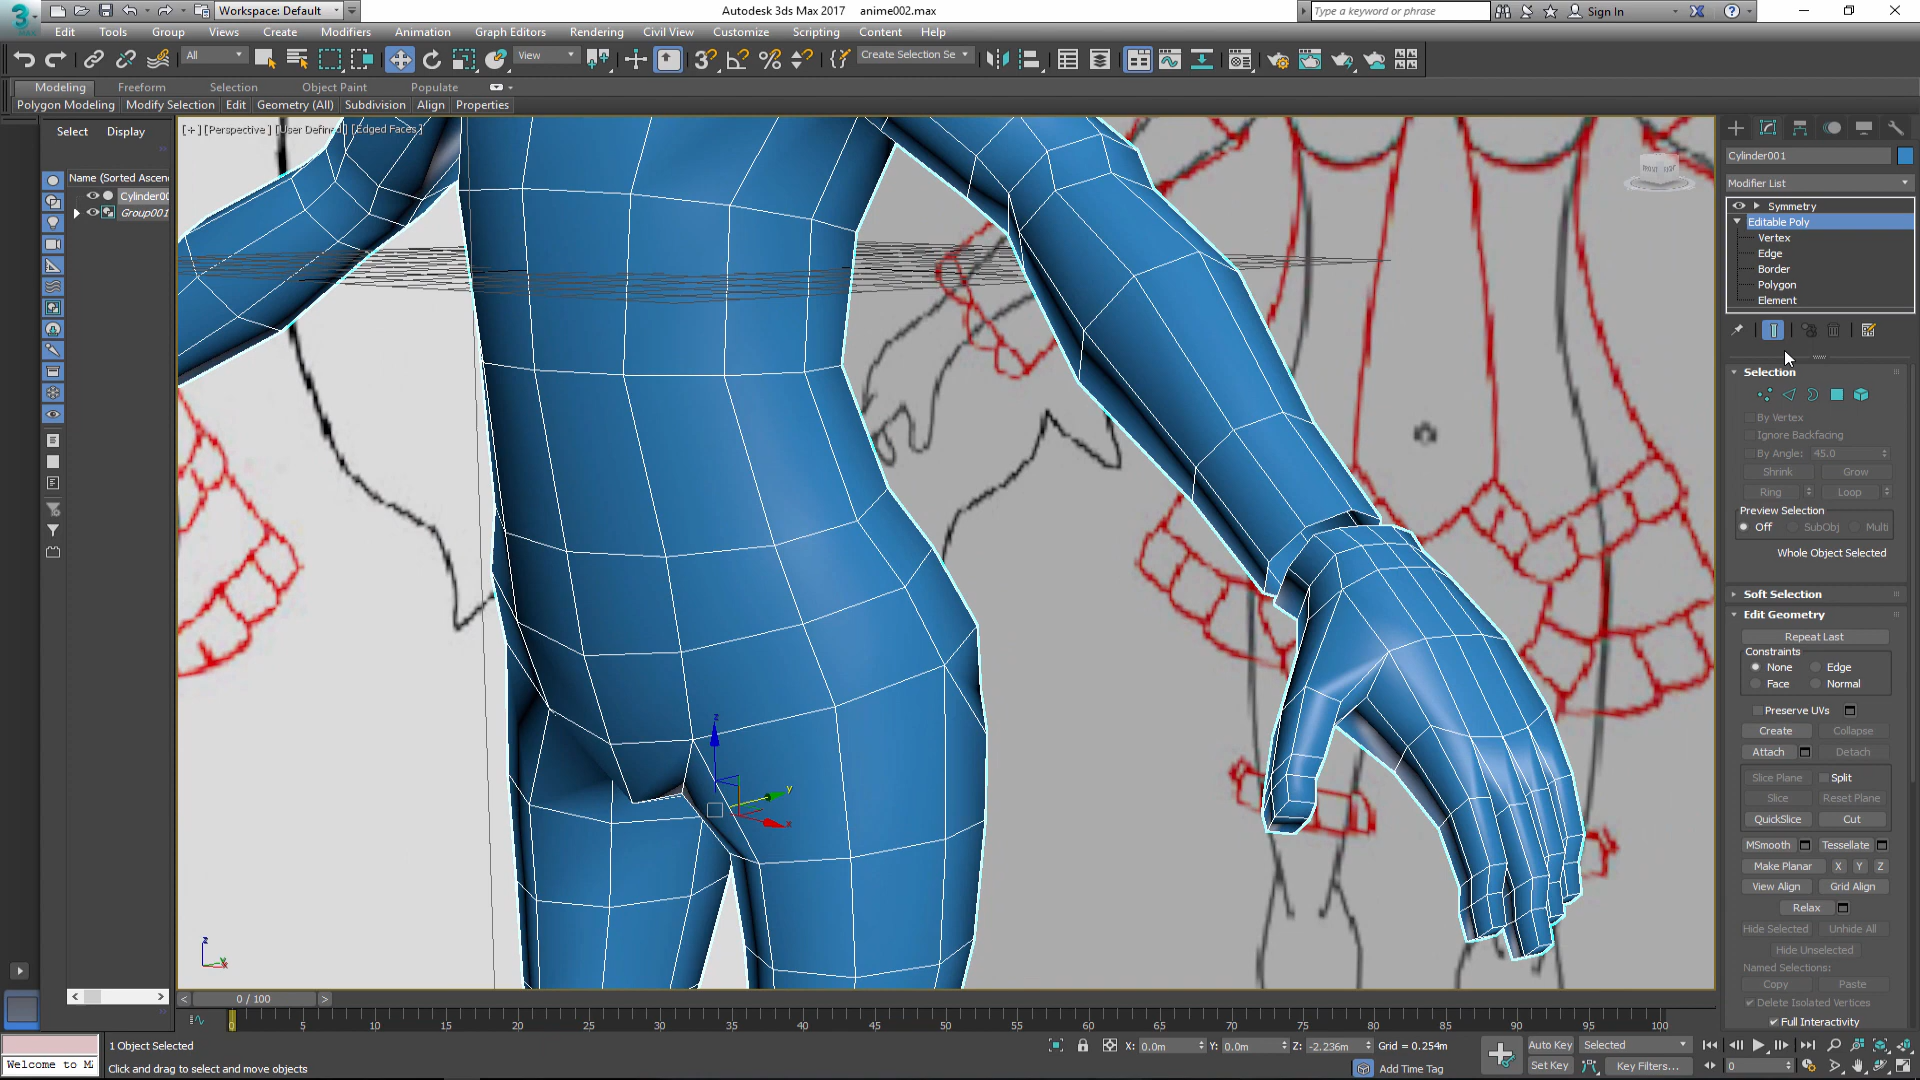 Workspace: Default
Autodesk 3ds Max 2017 anime002.max
Type a keyword or phrase
Sign In
Edit Tools Group Views Create Modifiers Animation Graph Editors Rendering Civil View Customize Scripting Content Help
All View Create Selection Se
Modeling Freeform Selection Object Paint Populate
Polygon Modeling Modify Selection Edit Geometry (All) Subdivision Align Properties
Select Display
[+] [Perspective] [User Defined] [Edged Faces]
Name (Sorted Ascen
Cylinder00
Group001
Cylinder001
Modifier List
Symmetry
Editable Poly
Vertex
Edge
Border
Polygon
Element
Selection
By Vertex
Ignore Backfacing
By Angle: 45.0
Shrink Grow
Ring Loop
Preview Selection
Off SubObj Multi
Whole Object Selected
Soft Selection
Edit Geometry
Repeat Last
Constraints
None Edge
Face Normal
Preserve UVs
Create Collapse
Attach Detach
Slice Plane Split
Slice Reset Plane
QuickSlice Cut
MSmooth Tessellate
Make Planar X Y Z
View Align Grid Align
Relax
Hide Selected Unhide All
Hide Unselected
Named Selections:
Copy Paste
Delete Isolated Vertices
Full Interactivity
z
y
x
z
0 / 100
0 5 10 15 20 25 30 35 40 45 50 55 60 65 70 75 80 85 90 95 100
1 Object Selected
X: 0.0m Y: 0.0m Z: -2.236m Grid = 0.254m
Auto Key Selected
Welcome to M
Click and drag to select and move objects
Add Time Tag
Set Key Key Filters... 0